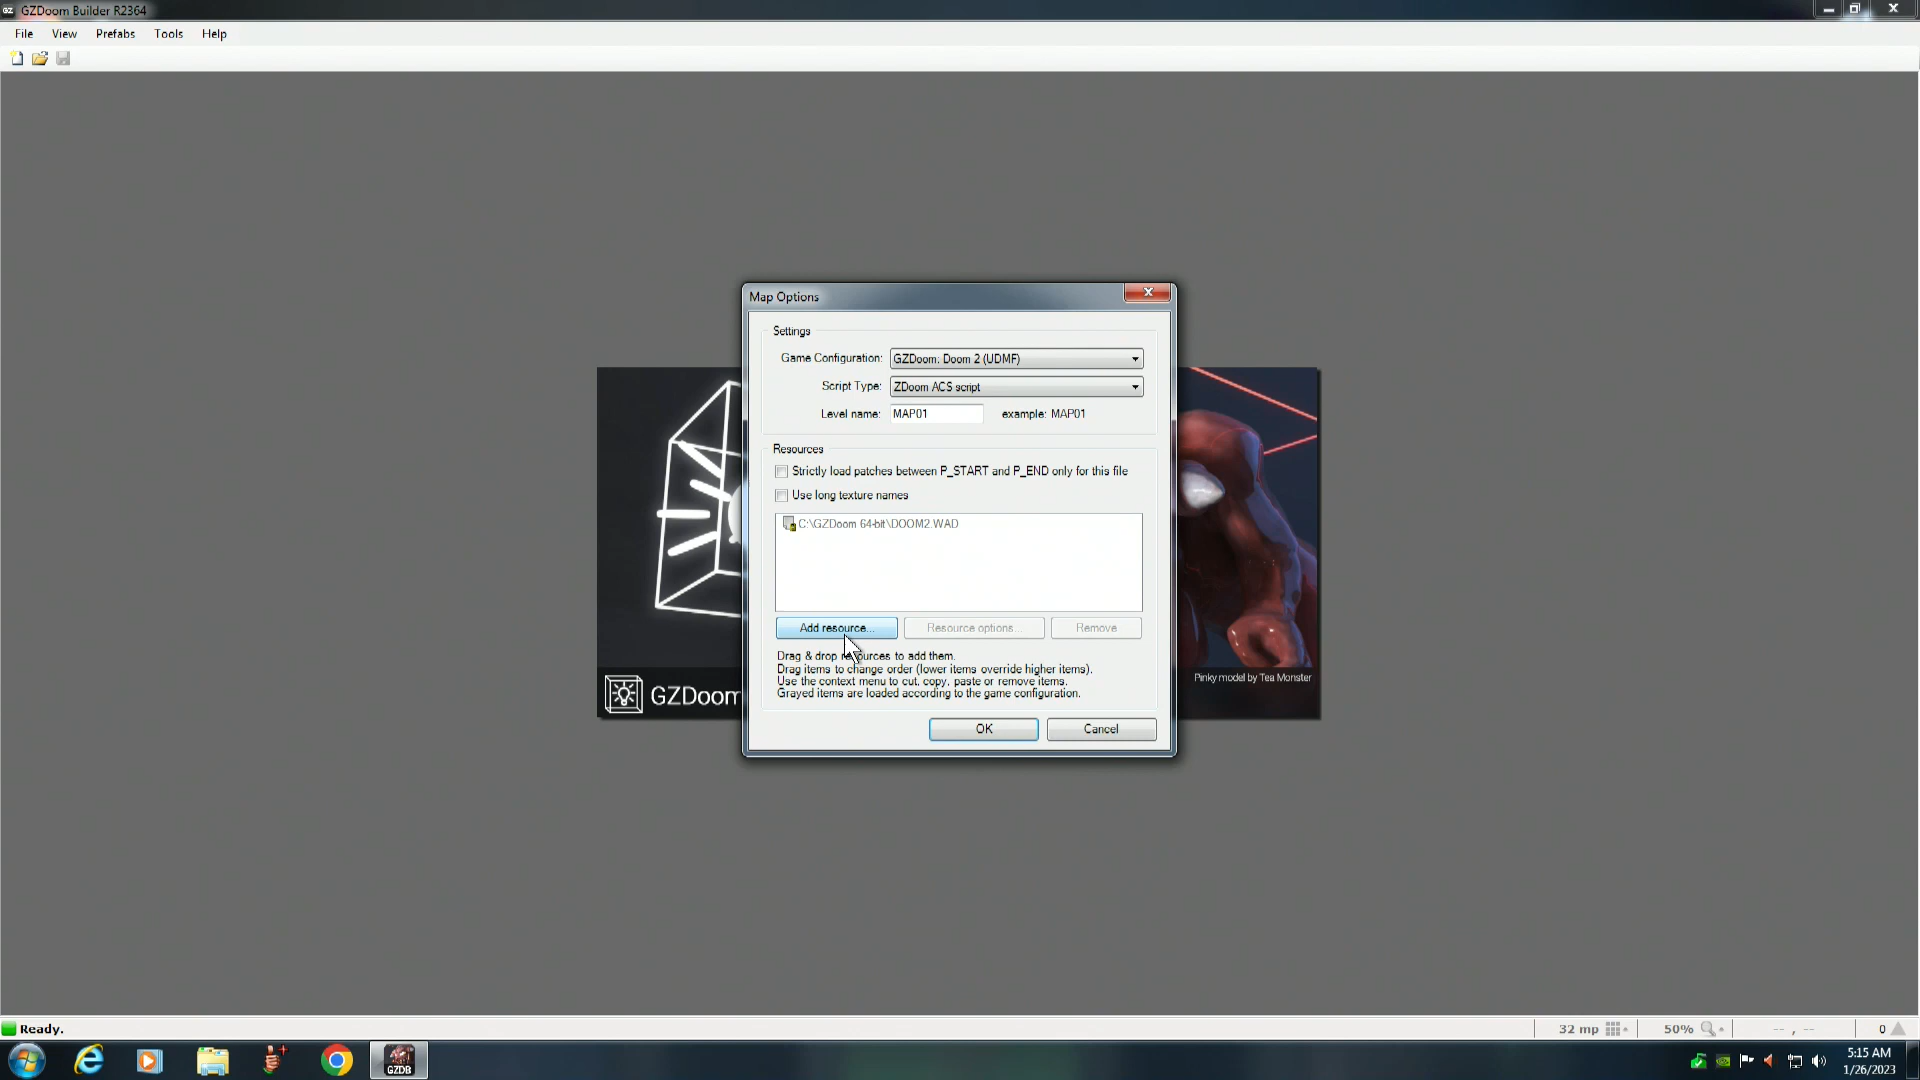 GZDoom Builder R2364
File View Prefabs Tools Help
Map Options
Settings
Game Configuration: GZDoom: Doom 2 (UDMF)
Script Type: ZDoom ACS script
Level name: MAP01 example: MAP01
Resources
Strictly load patches between P_START and P_END only for this file
Use long texture names
C:\GZDoom 64-bit\DOOM2.WAD
Add resource... Resource options... Remove
Drag & drop resources to add them.
Drag items to change order (lower items override higher items).
Use the context menu to cut, copy, paste or remove items.
Grayed items are loaded according to the game configuration.
OK Cancel
GZDoom
Pinky model by Tea Monster
Ready. 32 mp 50% -- , -- 0
GZDB
5:15 AM
1/26/2023